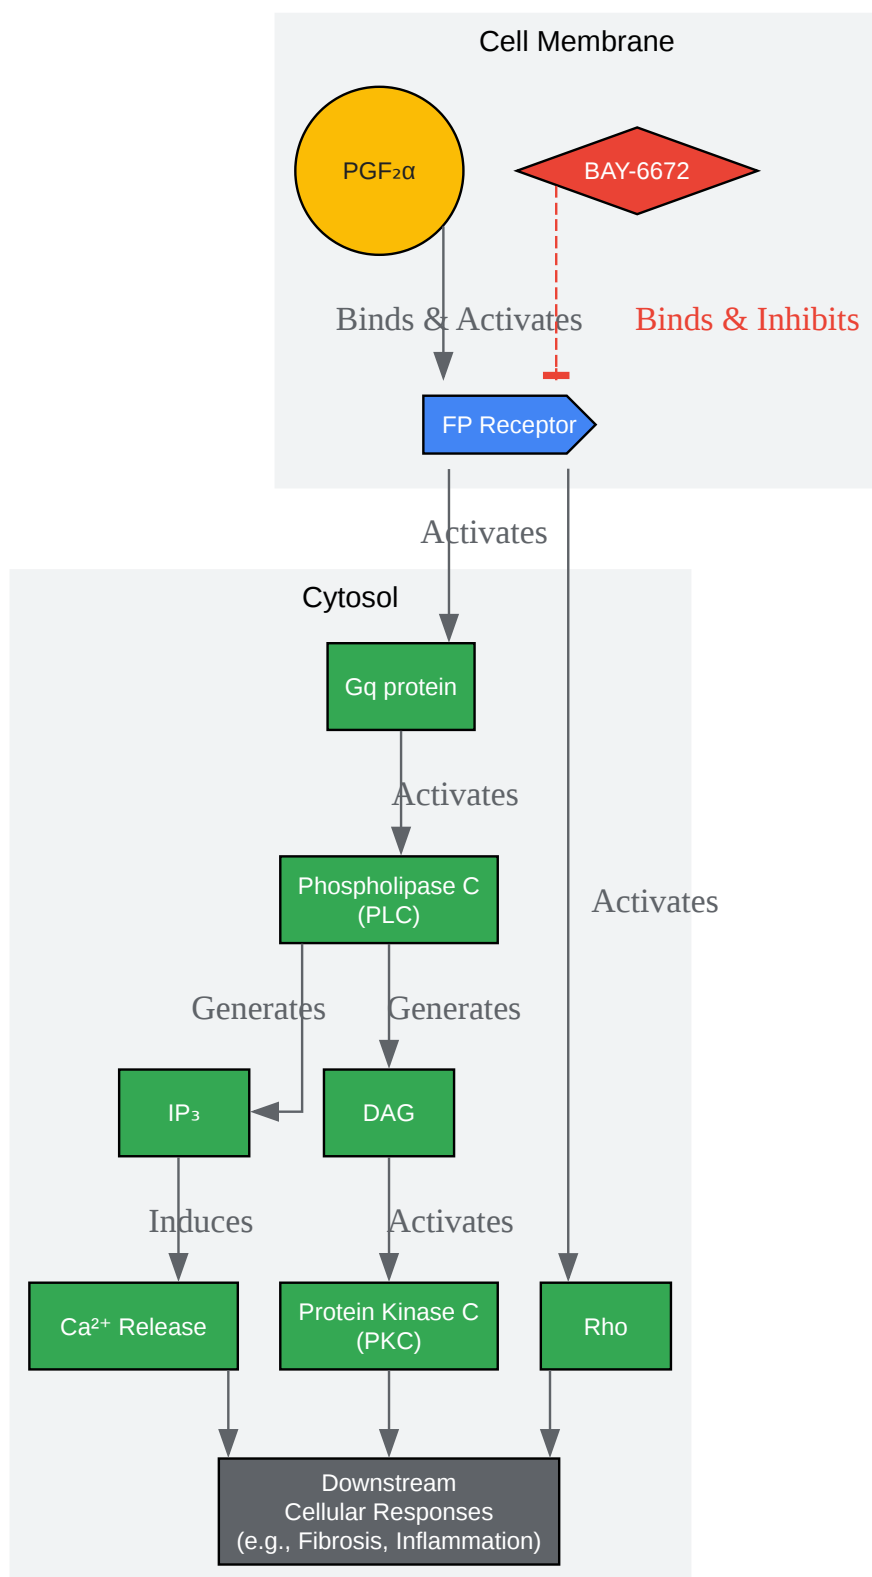 Cell Membrane
PGF₂α
BAY-6672
Binds & Activates
Binds & Inhibits
FP Receptor
Activates
Cytosol
Gq protein
Activates
Phospholipase C
(PLC)
Activates
Generates
Generates
IP₃
DAG
Induces
Activates
Ca²⁺ Release
Protein Kinase C
(PKC)
Rho
Downstream
Cellular Responses
(e.g., Fibrosis, Inflammation)